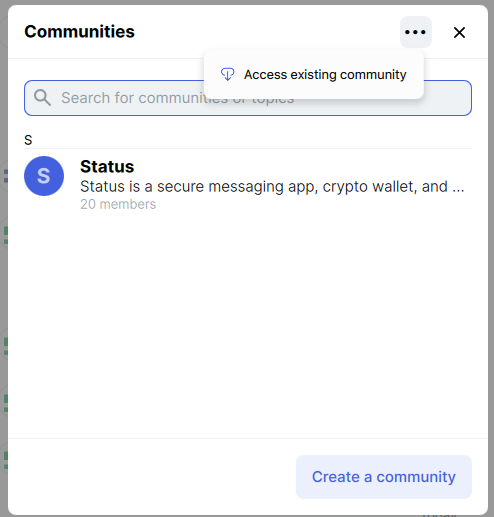 Communities
Access existing community
Search for communities or topics
S
S
Status
Status is a secure messaging app, crypto wallet, and ...
20 members
Create a community